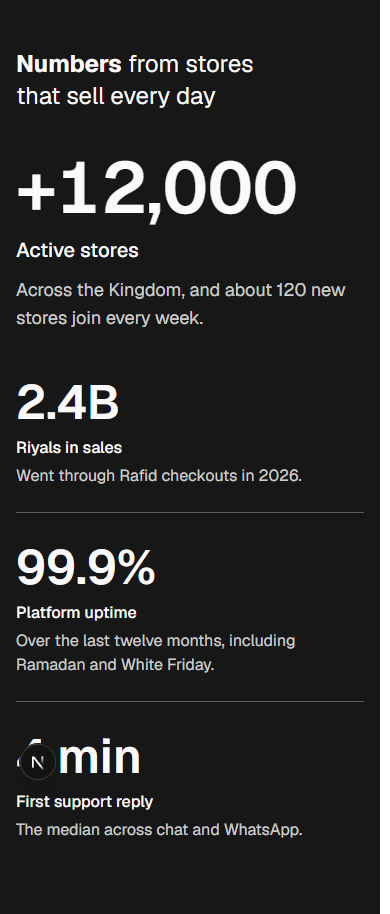 Numbers from stores
that sell every day
+12,000
Active stores
Across the Kingdom, and about 120 new
stores join every week.
2.4B
Riyals in sales
Went through Rafid checkouts in 2026.
99.9%
Platform uptime
Over the last twelve months, including
Ramadan and White Friday.
min
N
First support reply
The median across chat and WhatsApp.